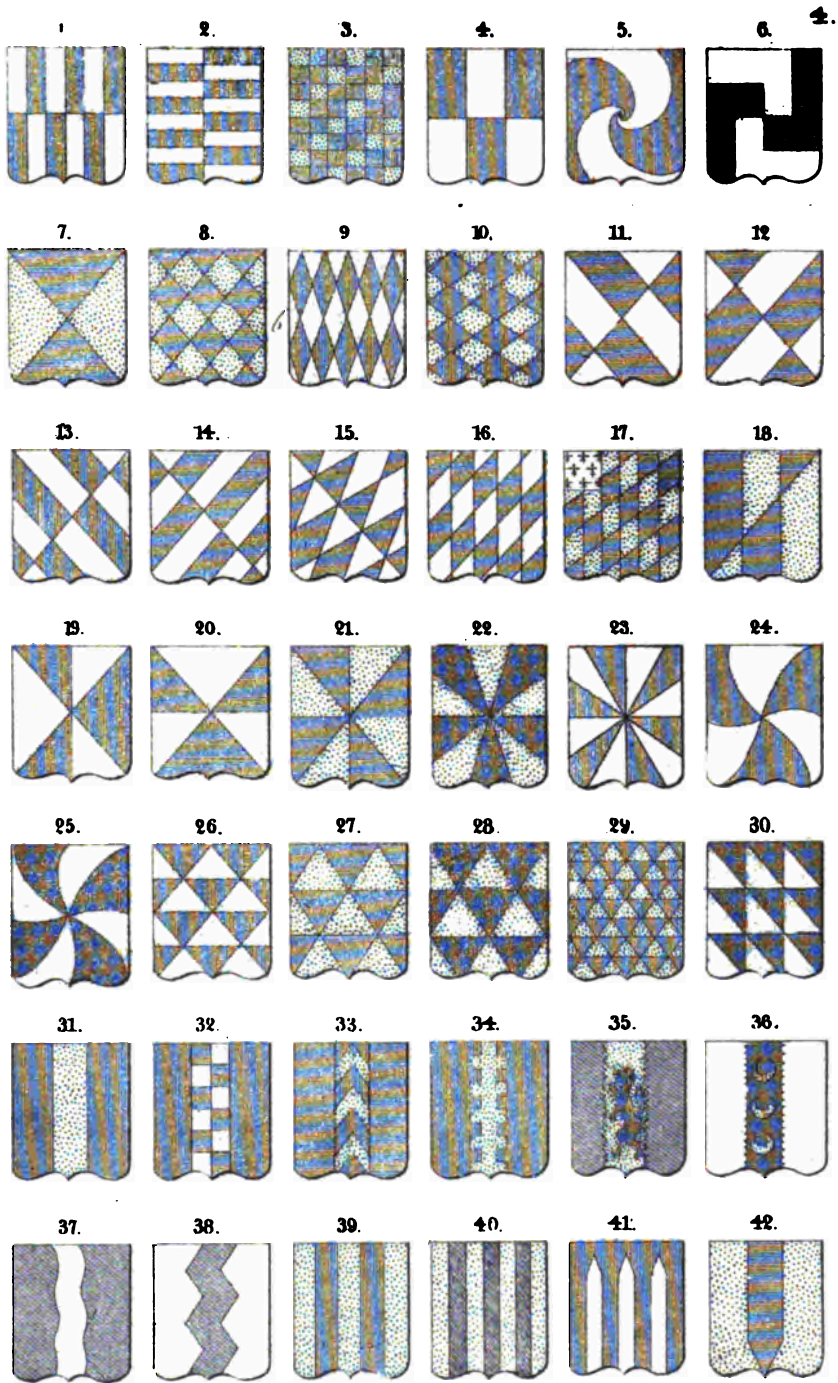 4.
1 2. 3. 4. 5. 6.
7. 8. 9 10. 11. 12
13. 14. 15. 16. 17. 18.
19. 20. 21. 22. 23. 24.
25. 26. 27. 28 29. 30.
31. 32. 33. 34. 35. 36.
37. 38. 39. 40. 41. 42.